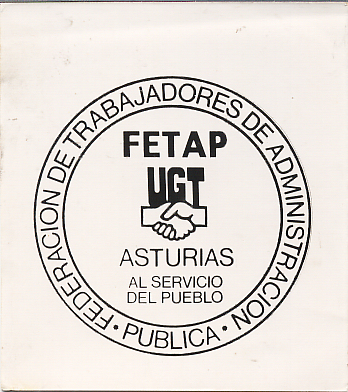 FEDERACION DE TRABAJADORES DE ADMINISTRACION
· PUBLICA ·
FETAP
UGT
ASTURIAS
AL SERVICIO
DEL PUEBLO